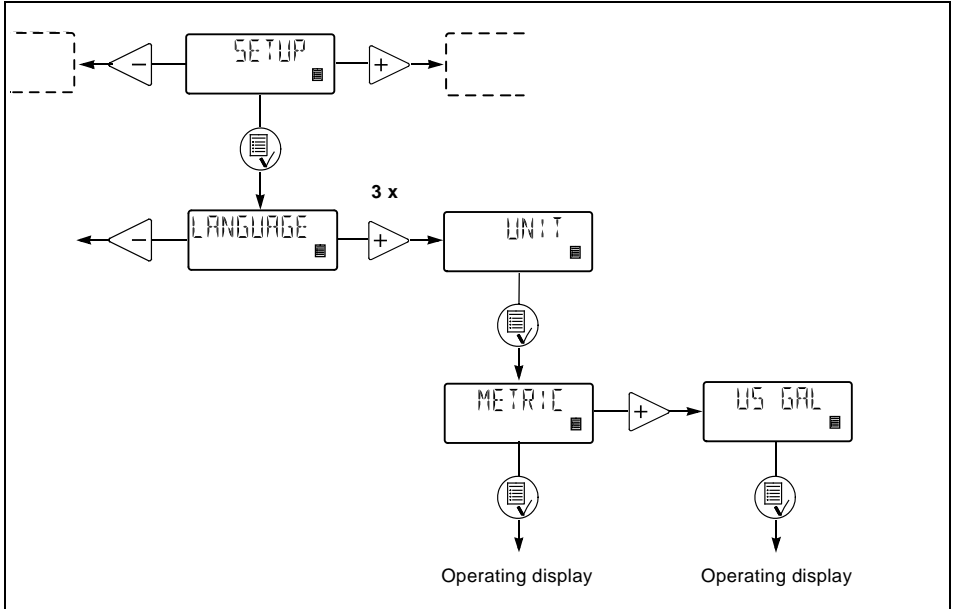 SETUP
3 x
LANGUAGE
UNIT
METRIC
US GAL
Operating display
Operating display